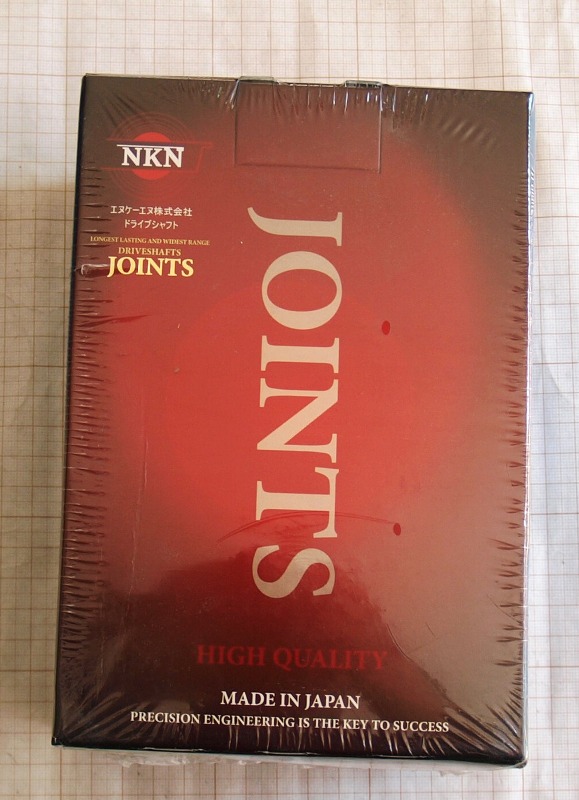 NKN
エヌケーエヌ株式会社
ドライブシャフト
LONGEST LASTING AND WIDEST RANGE
DRIVESHAFTS
JOINTS
JOINTS
HIGH QUALITY
MADE IN JAPAN
PRECISION ENGINEERING IS THE KEY TO SUCCESS